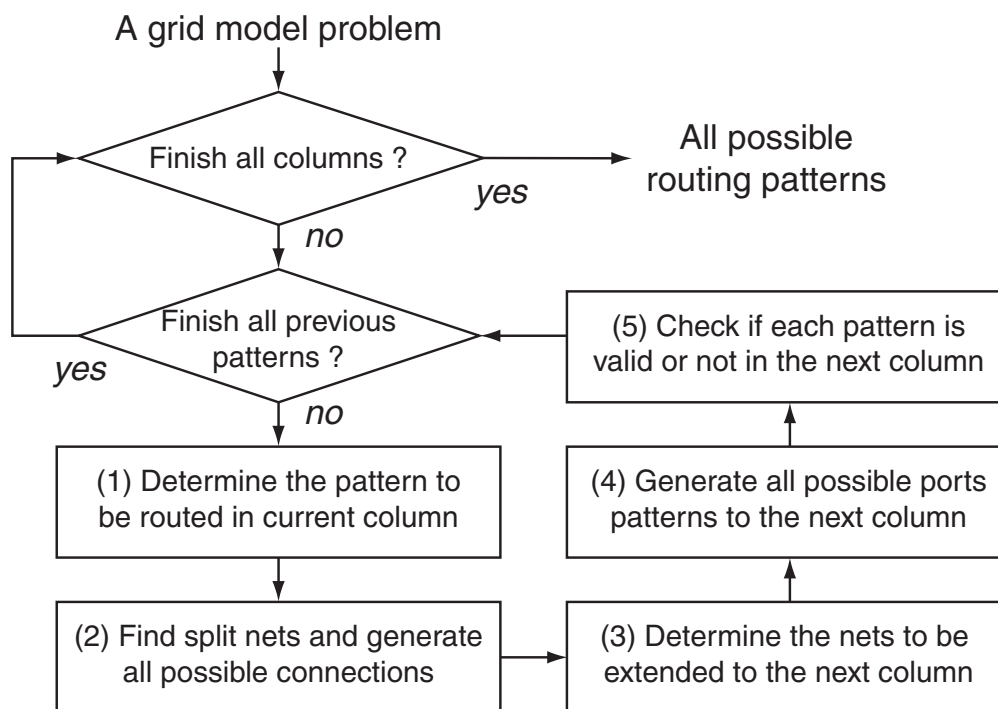 A grid model problem
Finish all columns ?
yes
All possible
routing patterns
no
Finish all previous
patterns ?
yes
no
(1) Determine the pattern to
be routed in current column
(2) Find split nets and generate
all possible connections
(3) Determine the nets to be
extended to the next column
(4) Generate all possible ports
patterns to the next column
(5) Check if each pattern is
valid or not in the next column